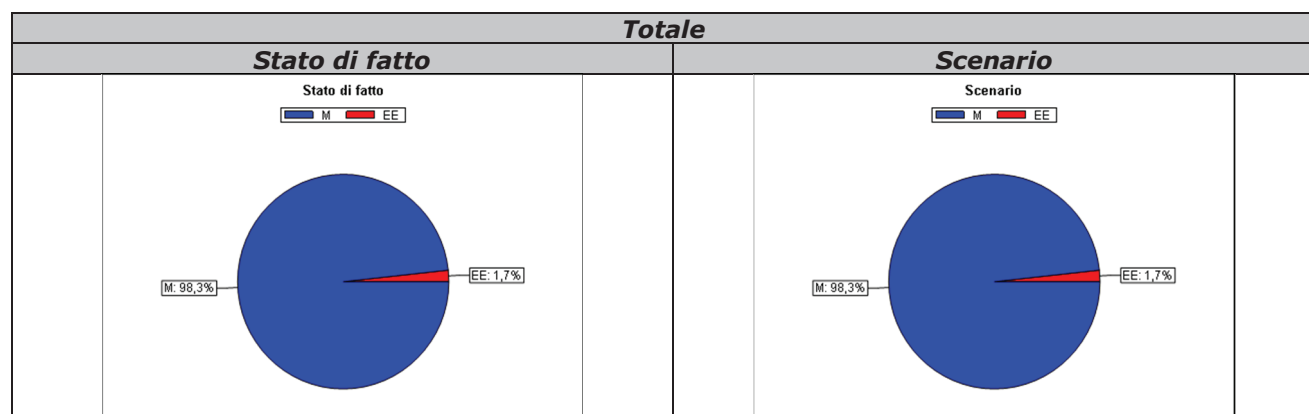 Totale
Stato di fatto
Scenario
Stato di fatto
M EE
M: 98,3%
EE: 1,7%
Scenario
M EE
M: 98,3%
EE: 1,7%